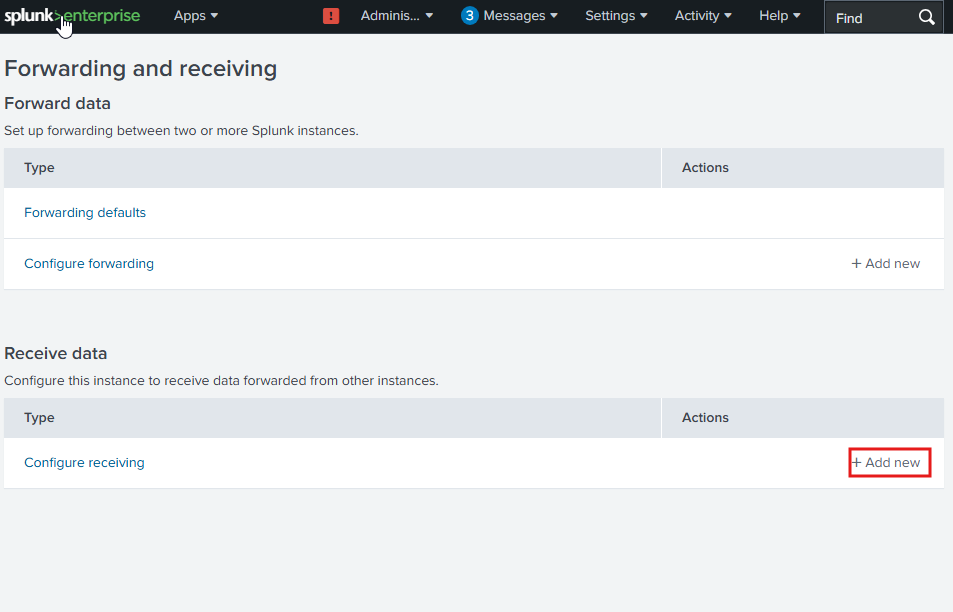 splunk>enterprise Apps ! Adminis... 3 Messages Settings Activity Help Find
Forwarding and receiving
Forward data
Set up forwarding between two or more Splunk instances.
Type Actions
Forwarding defaults
Configure forwarding + Add new
Receive data
Configure this instance to receive data forwarded from other instances.
Type Actions
Configure receiving + Add new